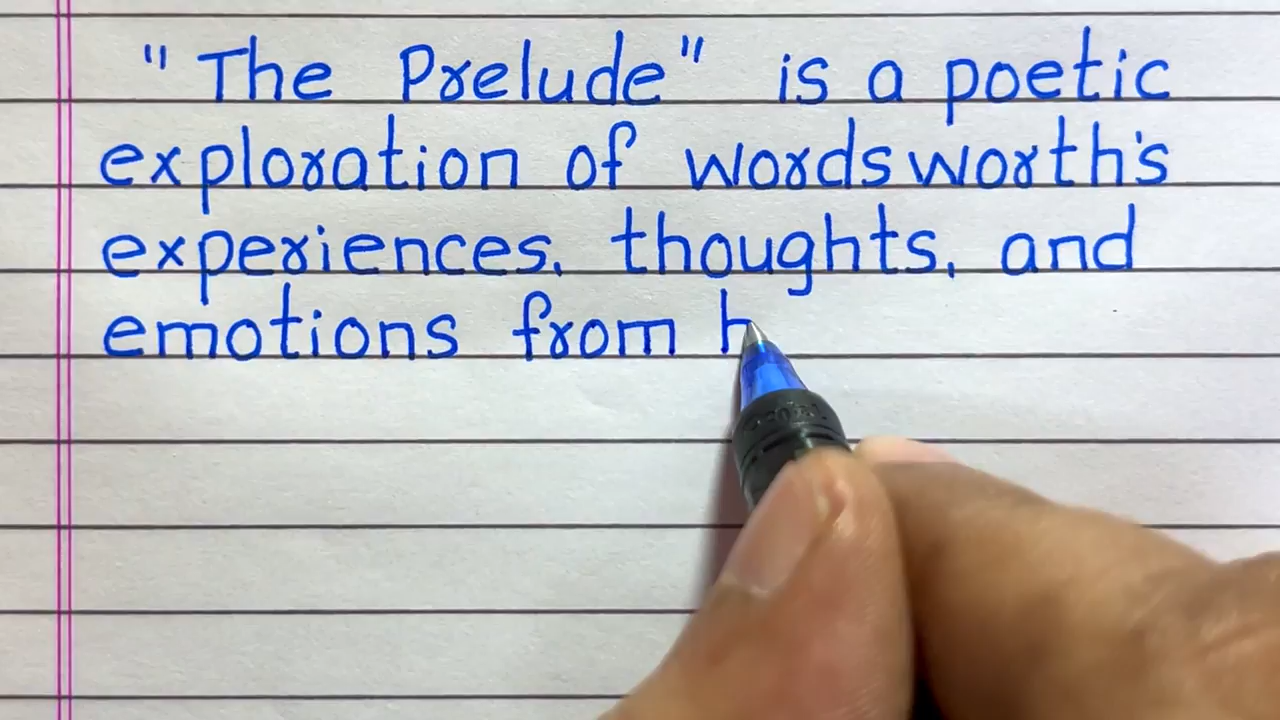 "The Prelude" is a poetic
exploration of wordsworth's
experiences, thoughts, and
emotions from h